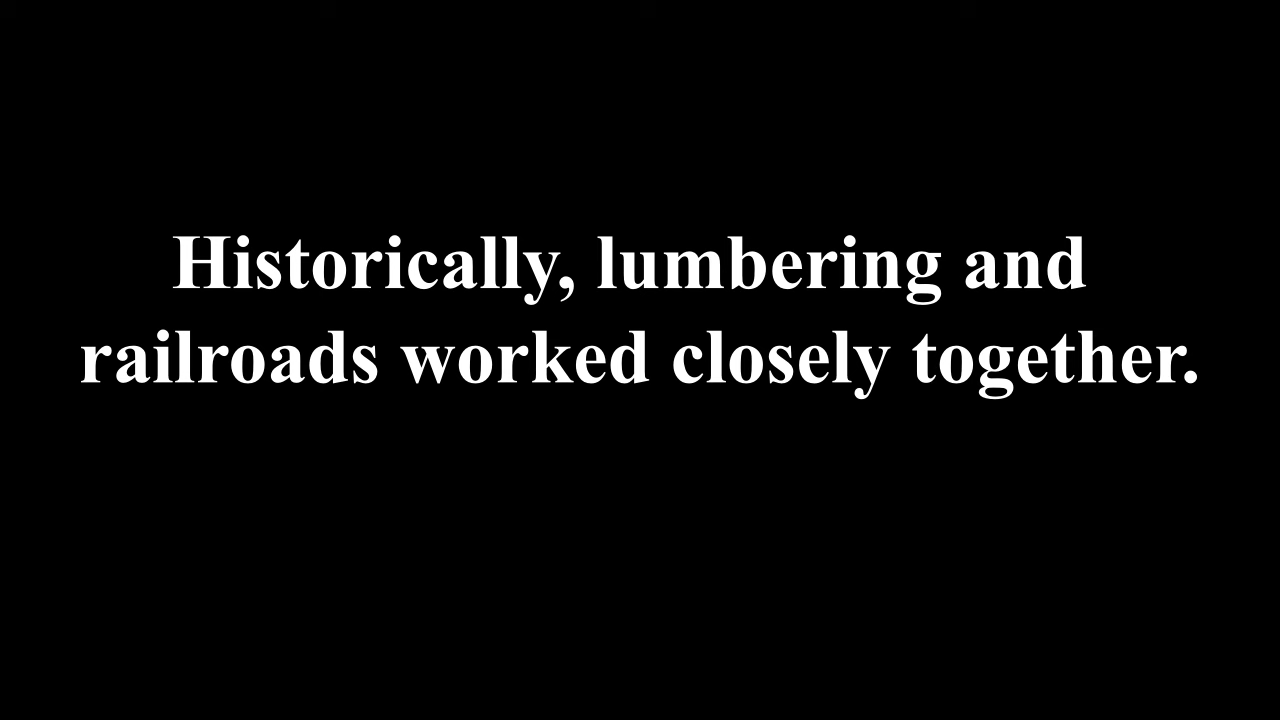 Historically, lumbering and
railroads worked closely together.